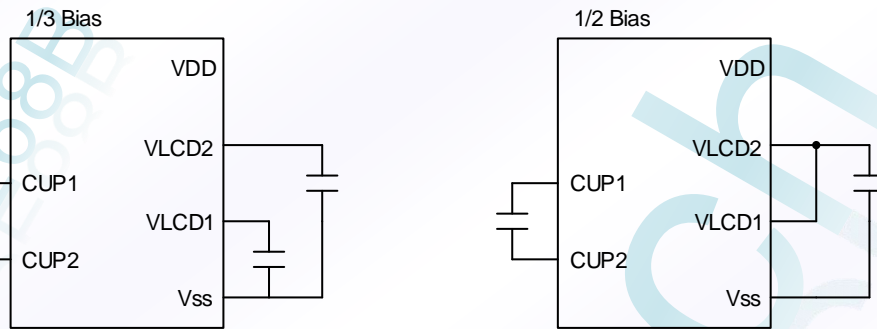 1/3 Bias
VDD
VLCD2
CUP1
VLCD1
CUP2
Vss
1/2 Bias
VDD
VLCD2
CUP1
VLCD1
CUP2
Vss